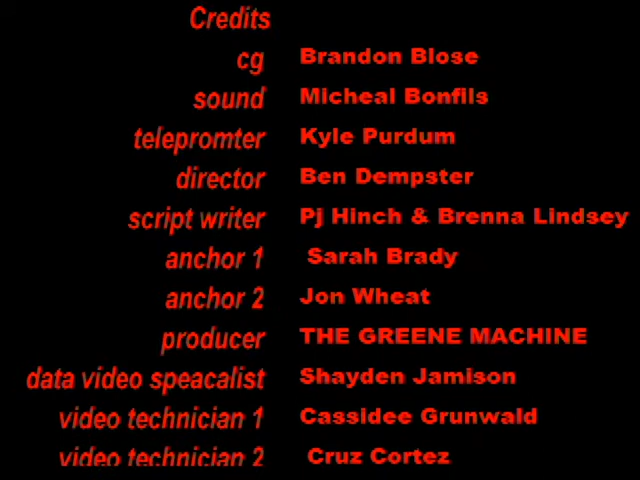 Credits
cg Brandon Blose
sound Micheal Bonfils
telepromter Kyle Purdum
director Ben Dempster
script writer Pj Hinch & Brenna Lindsey
anchor 1 Sarah Brady
anchor 2 Jon Wheat
producer THE GREENE MACHINE
data video speacalist Shayden Jamison
video technician 1 Cassidee Grunwald
video technician 2 Cruz Cortez